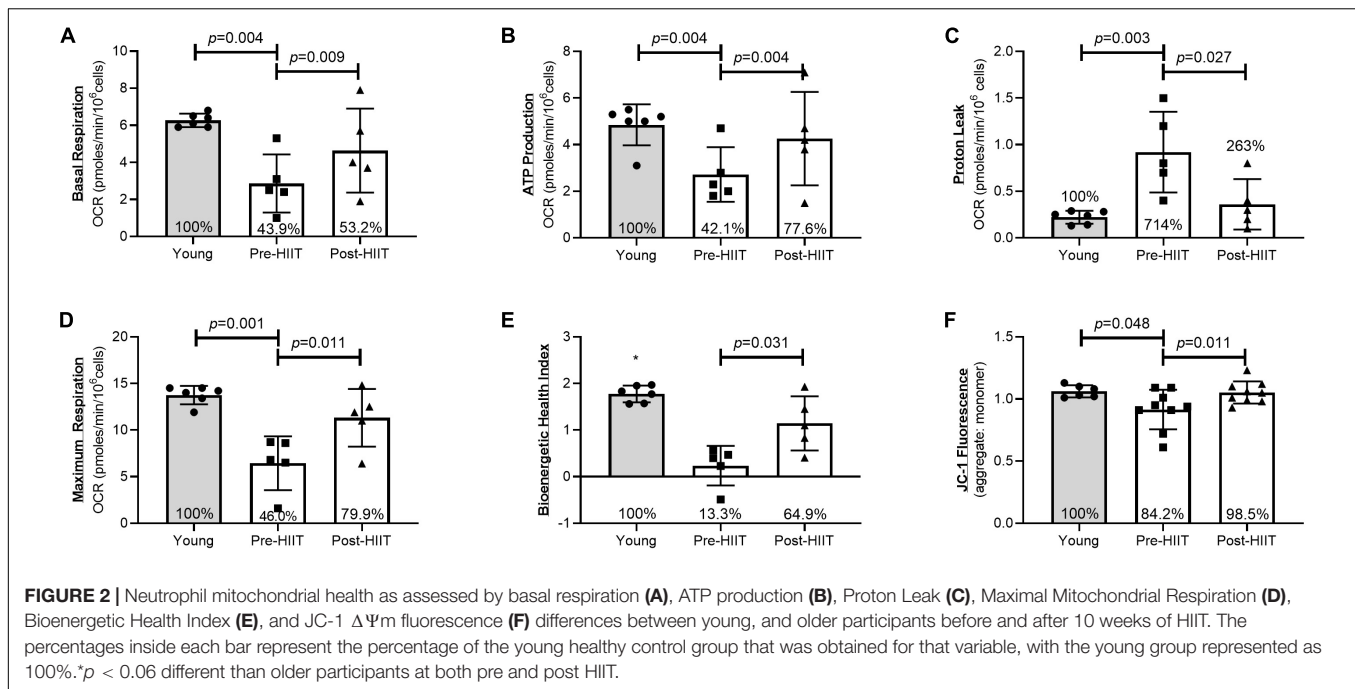 A
p=0.004
p=0.009
Basal Respiration
OCR (pmoles/min/10⁶cells)
10
8
6
4
2
0
100%
43.9%
53.2%
Young
Pre-HIIT
Post-HIIT
B
p=0.004
p=0.004
ATP Production
OCR (pmoles/min/10⁶cells)
8
6
4
2
0
100%
42.1%
77.6%
Young
Pre-HIIT
Post-HIIT
C
p=0.003
p=0.027
Proton Leak
OCR (pmoles/min/10⁶ cells)
2.0
1.5
1.0
0.5
0.0
100%
714%
263%
Young
Pre-HIIT
Post-HIIT
D
p=0.001
p=0.011
Maximum Respiration
OCR (pmoles/min/10⁶cells)
20
15
10
5
0
100%
46.0%
79.9%
Young
Pre-HIIT
Post-HIIT
E
p=0.031
*
Bioenergetic Health Index
3
2
1
0
-1
100%
13.3%
64.9%
Young
Pre-HIIT
Post-HIIT
F
p=0.048
p=0.011
JC-1 Fluorescence
(aggregate: monomer)
1.5
1.0
0.5
0.0
100%
84.2%
98.5%
Young
Pre-HIIT
Post-HIIT
FIGURE 2 | Neutrophil mitochondrial health as assessed by basal respiration (A), ATP production (B), Proton Leak (C), Maximal Mitochondrial Respiration (D),
Bioenergetic Health Index (E), and JC-1 ΔΨm fluorescence (F) differences between young, and older participants before and after 10 weeks of HIIT. The
percentages inside each bar represent the percentage of the young healthy control group that was obtained for that variable, with the young group represented as
100%.*p < 0.06 different than older participants at both pre and post HIIT.